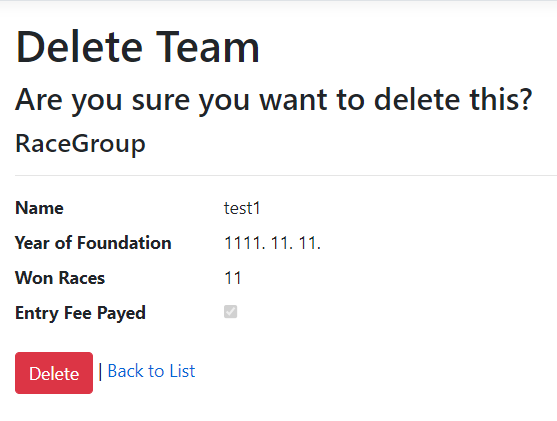 Delete Team
Are you sure you want to delete this?
RaceGroup
Name test1
Year of Foundation 1111. 11. 11.
Won Races 11
Entry Fee Payed
Delete | Back to List